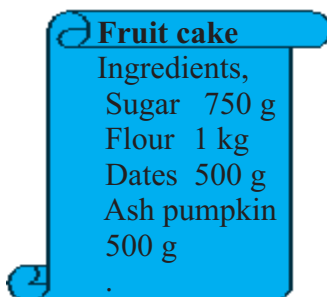 Fruit cake
Ingredients,
Sugar 750 g
Flour 1 kg
Dates 500 g
Ash pumpkin
500 g
.